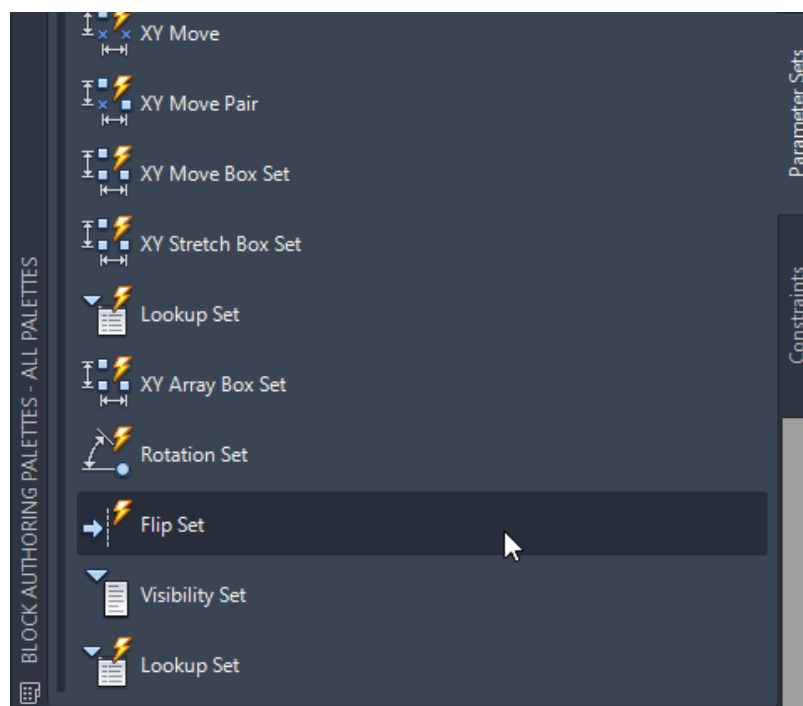 XY Move
XY Move Pair
XY Move Box Set
XY Stretch Box Set
Lookup Set
XY Array Box Set
Rotation Set
Flip Set
Visibility Set
Lookup Set
BLOCK AUTHORING PALETTES - ALL PALETTES
Parameter Sets
Constraints